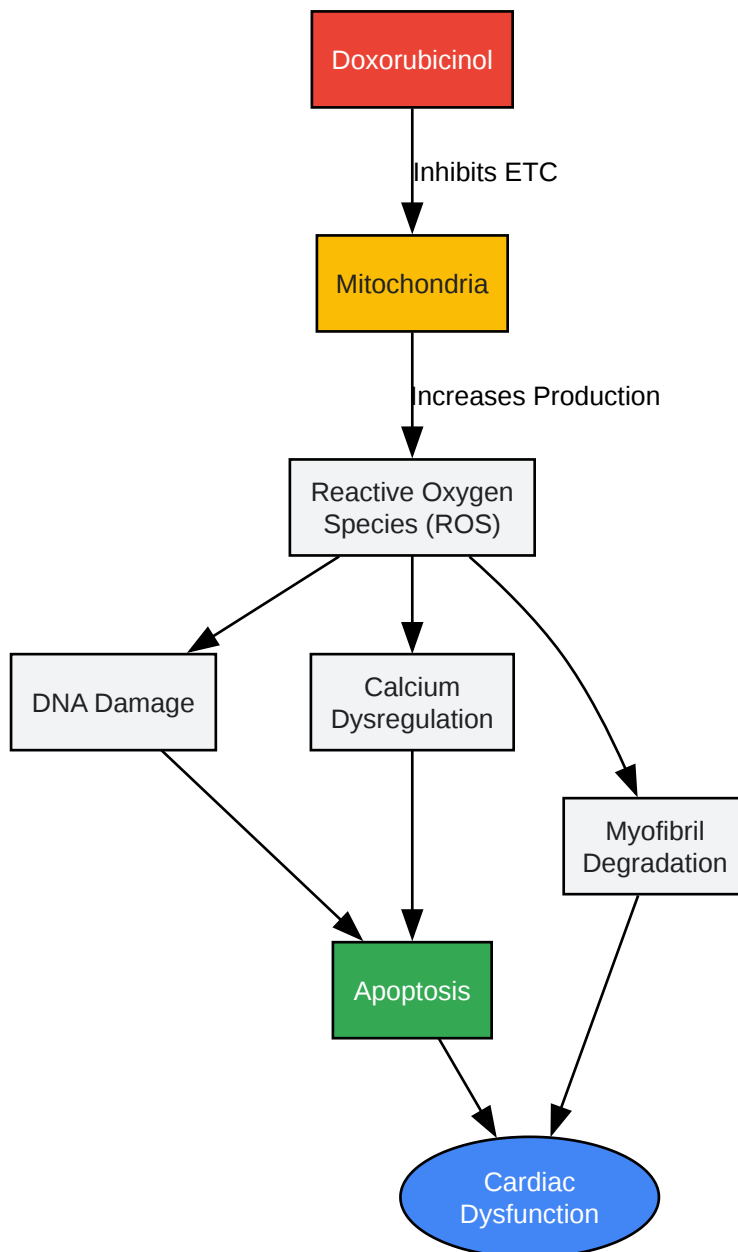 Doxorubicinol
Inhibits ETC
Mitochondria
Increases Production
Reactive Oxygen
Species (ROS)
DNA Damage
Calcium
Dysregulation
Myofibril
Degradation
Apoptosis
Cardiac
Dysfunction